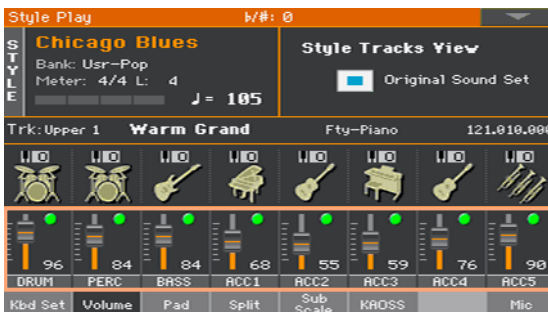 Style Play ♭/#: 0
STYLE
Chicago Blues
Bank: Usr-Pop
Meter: 4/4 L: 4
♩= 105
Style Tracks View
Original Sound Set
Trk:Upper 1 Warm Grand Fty-Piano 121.010.000
96 84 84 68 55 59 76 90
DRUM PERC BASS ACC1 ACC2 ACC3 ACC4 ACC5
Kbd Set Volume Pad Split Sub Scale KAOSS Mic